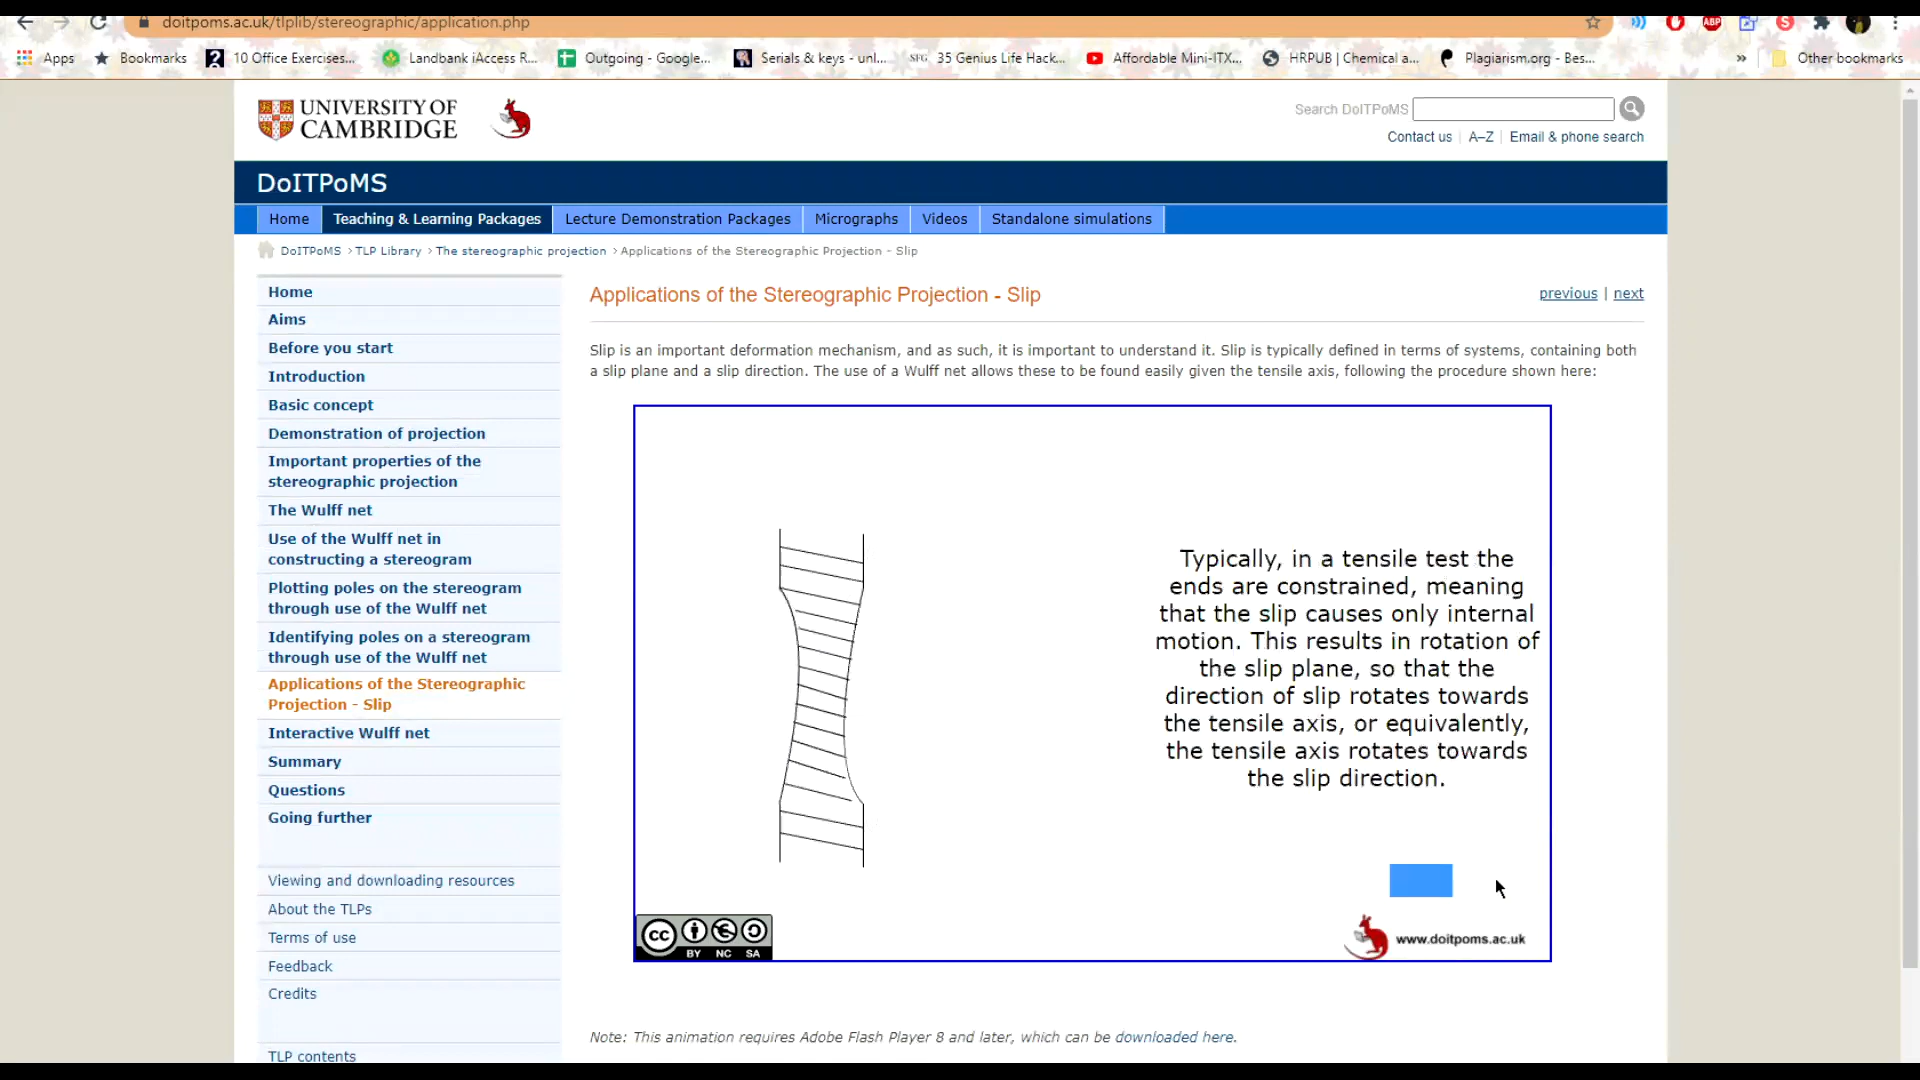 doitpoms.ac.uk/tlplib/stereographic/application.php
ABP
S
Apps
Bookmarks
?
10 Office Exercises...
Landbank iAccess R...
Outgoing - Google...
Serials & keys - unl...
SFG
35 Genius Life Hack...
Affordable Mini-ITX...
HRPUB | Chemical a...
Plagiarism.org - Bes...
»
Other bookmarks
UNIVERSITY OF
CAMBRIDGE
Search DoITPoMS
Contact us | A–Z | Email & phone search
DoITPoMS
Home
Teaching & Learning Packages
Lecture Demonstration Packages
Micrographs
Videos
Standalone simulations
DoITPoMS > TLP Library > The stereographic projection > Applications of the Stereographic Projection - Slip
Home
Aims
Before you start
Introduction
Basic concept
Demonstration of projection
Important properties of the
stereographic projection
The Wulff net
Use of the Wulff net in
constructing a stereogram
Plotting poles on the stereogram
through use of the Wulff net
Identifying poles on a stereogram
through use of the Wulff net
Applications of the Stereographic
Projection - Slip
Interactive Wulff net
Summary
Questions
Going further
Viewing and downloading resources
About the TLPs
Terms of use
Feedback
Credits
TLP contents
Applications of the Stereographic Projection - Slip
previous | next
Slip is an important deformation mechanism, and as such, it is important to understand it. Slip is typically defined in terms of systems, containing both
a slip plane and a slip direction. The use of a Wulff net allows these to be found easily given the tensile axis, following the procedure shown here:
Typically, in a tensile test the
ends are constrained, meaning
that the slip causes only internal
motion. This results in rotation of
the slip plane, so that the
direction of slip rotates towards
the tensile axis, or equivalently,
the tensile axis rotates towards
the slip direction.
cc
BY NC SA
www.doitpoms.ac.uk
Note: This animation requires Adobe Flash Player 8 and later, which can be downloaded here.